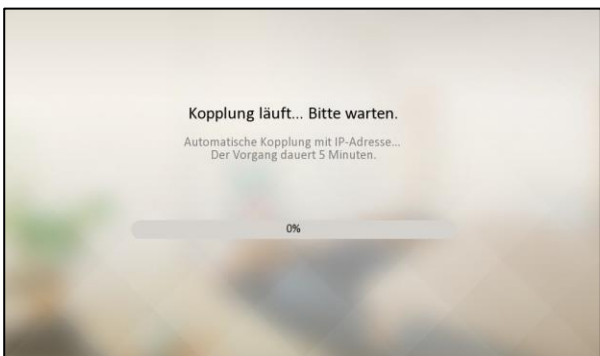 Kopplung läuft... Bitte warten.
Automatische Kopplung mit IP-Adresse...
Der Vorgang dauert 5 Minuten.
0%